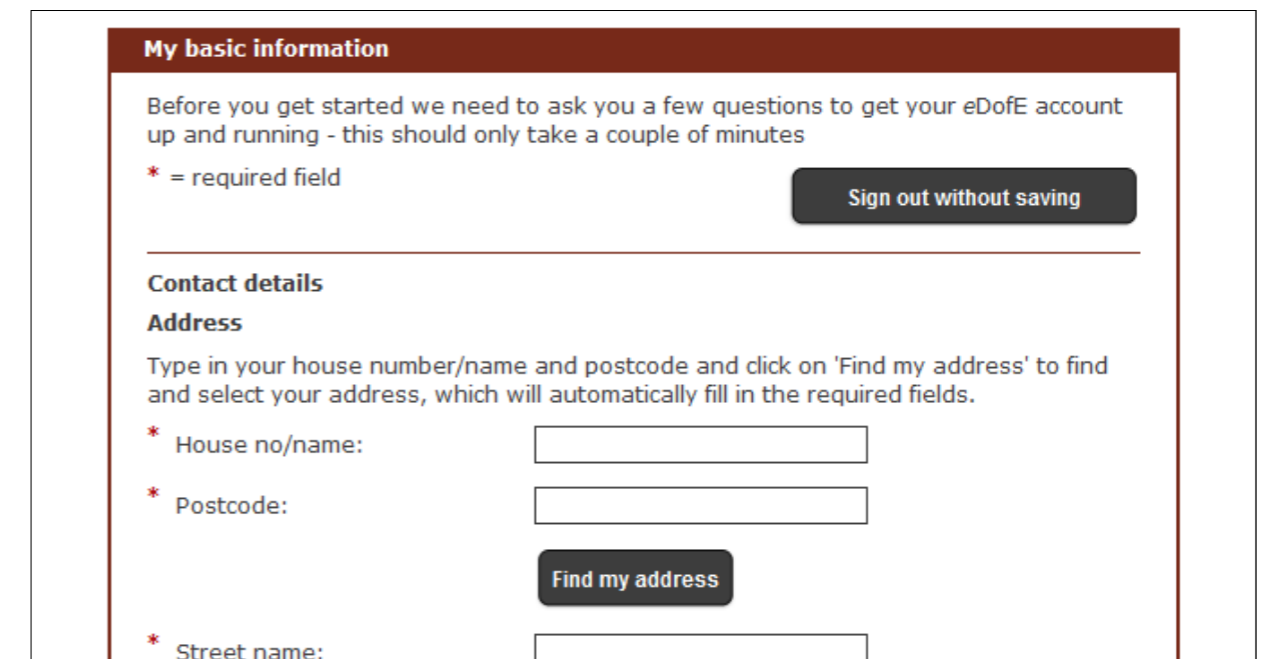 My basic information
Before you get started we need to ask you a few questions to get your eDofE account
up and running - this should only take a couple of minutes
* = required field
Sign out without saving
Contact details
Address
Type in your house number/name and postcode and click on 'Find my address' to find
and select your address, which will automatically fill in the required fields.
* House no/name:
* Postcode:
Find my address
* Street name: